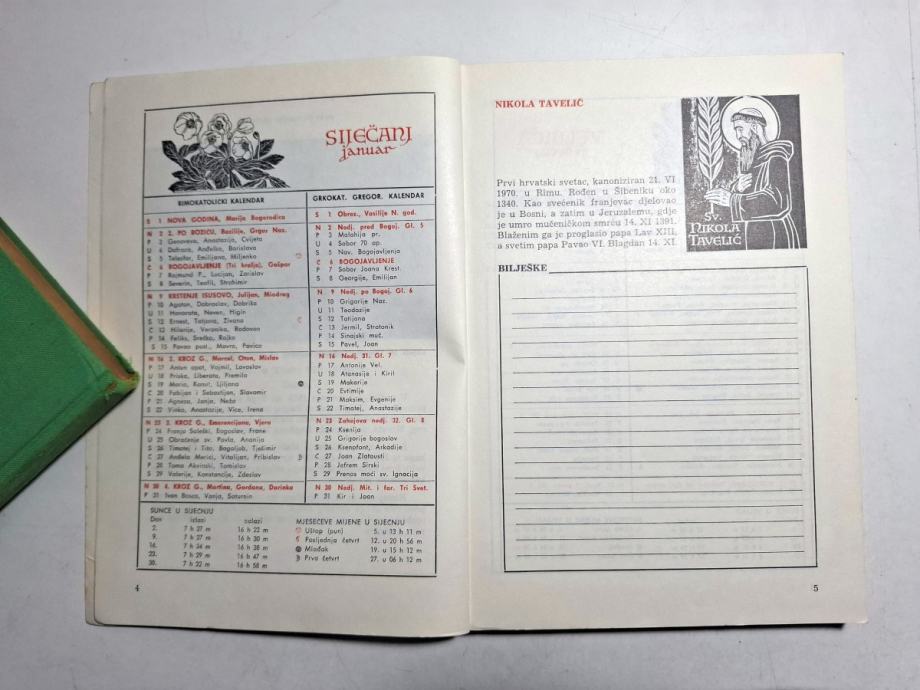 SIJEČANJ
januar
RIMOKATOLIČKI KALENDAR
S 1 NOVA GODINA, Marija Bogorodica
N 2 2. PO BOŽIĆU, Bazilije, Grgur Naz.
P 3 Genoveva, Anastazija, Cvijeta
U 4 Dafroza, Anđelko, Borislava
S 5 Telesfor, Emilijana, Miljenko
C 6 BOGOJAVLJENJE (Tri kralja), Gašpar
P 7 Rajmund P., Lucijan, Zorislav
S 8 Severin, Teofil, Strahimir
N 9 KRŠTENJE ISUSOVO, Julijan, Miodrag
P 10 Agaton, Dobroslav, Dobrika
U 11 Honorata, Neven, Higin
S 12 Ernest, Tatjana, Živana
Č 13 Hilarije, Veronika, Radovan
P 14 Feliks, Srećko, Rajko
S 15 Pavao pust., Mavro, Pavica
N 16 2. KROZ G., Marcel, Oton, Mislav
P 17 Antun opat, Vojmil, Lavoslav
U 18 Priska, Liberata, Premila
S 19 Mario, Kanut, Ljiljana
Č 20 Fabijan i Sebastijan, Slavomir
P 21 Agneza, Janja, Neža
S 22 Vinko, Anastazije, Vice, Irena
N 23 3. KROZ G., Emerencijana, Vjera
P 24 Franjo Saleški, Bogoslav, Frane
U 25 Obraćenje sv. Pavla, Ananija
S 26 Timotej i Tito, Bogoljub, Tješimir
Č 27 Anđela Merici, Vitalijan, Pribislav
P 28 Toma Akvinski, Tomislav
S 29 Valerije, Konstancije, Zdeslav
N 30 4. KROZ G., Martina, Gordana, Darinka
P 31 Ivan Bosco, Vanja, Saturnin
GRKOKAT. GREGOR. KALENDAR
S 1 Obrez., Vasilije N. god.
N 2 Nedj. pred Bogoj. Gl. 5
P 3 Malahija pr.
U 4 Sabor 70 ap.
S 5 Nav. Bogojavljenja
C 6 BOGOJAVLJENJE
P 7 Sabor Joana Krest.
S 8 Georgije, Emilijan
N 9 Nedj. po Bogoj. Gl. 6
P 10 Grigorije Naz.
U 11 Teodozije
S 12 Tatijana
C 13 Jermil, Stratonik
P 14 Sinajski muč.
S 15 Pavel, Joan
N 16 Nedj. 31. Gl. 7
P 17 Antonije Vel.
U 18 Atanasije i Kiril
S 19 Makarije
C 20 Evtimije
P 21 Maksim, Evgenije
S 22 Timotej, Anastazije
N 23 Zahejova nedj. 32. Gl. 8
P 24 Ksenija
U 25 Grigorije bogoslov
S 26 Ksenofont, Arkadije
C 27 Joan Zlatousti
P 28 Jefrem Sirski
S 29 Prenos moći sv. Ignacija
N 30 Nedj. Mit. i far. Tri Svet.
P 31 Kir i Joan
SUNCE U SIJEČNJU
Dan izlazi zalazi
2. 7 h 37 m 16 h 22 m
9. 7 h 37 m 16 h 30 m
16. 7 h 34 m 16 h 38 m
23. 7 h 29 m 16 h 47 m
30. 7 h 22 m 16 h 58 m
MJESEČEVE MIJENE U SIJEČNJU
Uštap (pun) 5. u 13 h 11 m
Posljednja četvrt 12. u 20 h 56 m
Mlađak 19. u 15 h 12 m
Prva četvrt 27. u 06 h 12 m
4
NIKOLA TAVELIĆ
Prvi hrvatski svetac, kanoniziran 21. VI
1970. u Rimu. Rođen u Šibeniku oko
1340. Kao svećenik franjevac djelovao
je u Bosni, a zatim u Jeruzalemu, gdje
je umro mučeničkom smrću 14. XI 1391.
Blaženim ga je proglasio papa Lav XIII,
a svetim papa Pavao VI. Blagdan 14. XI.
SV.
NIKOLA
TAVELIĆ
BILJEŠKE
5